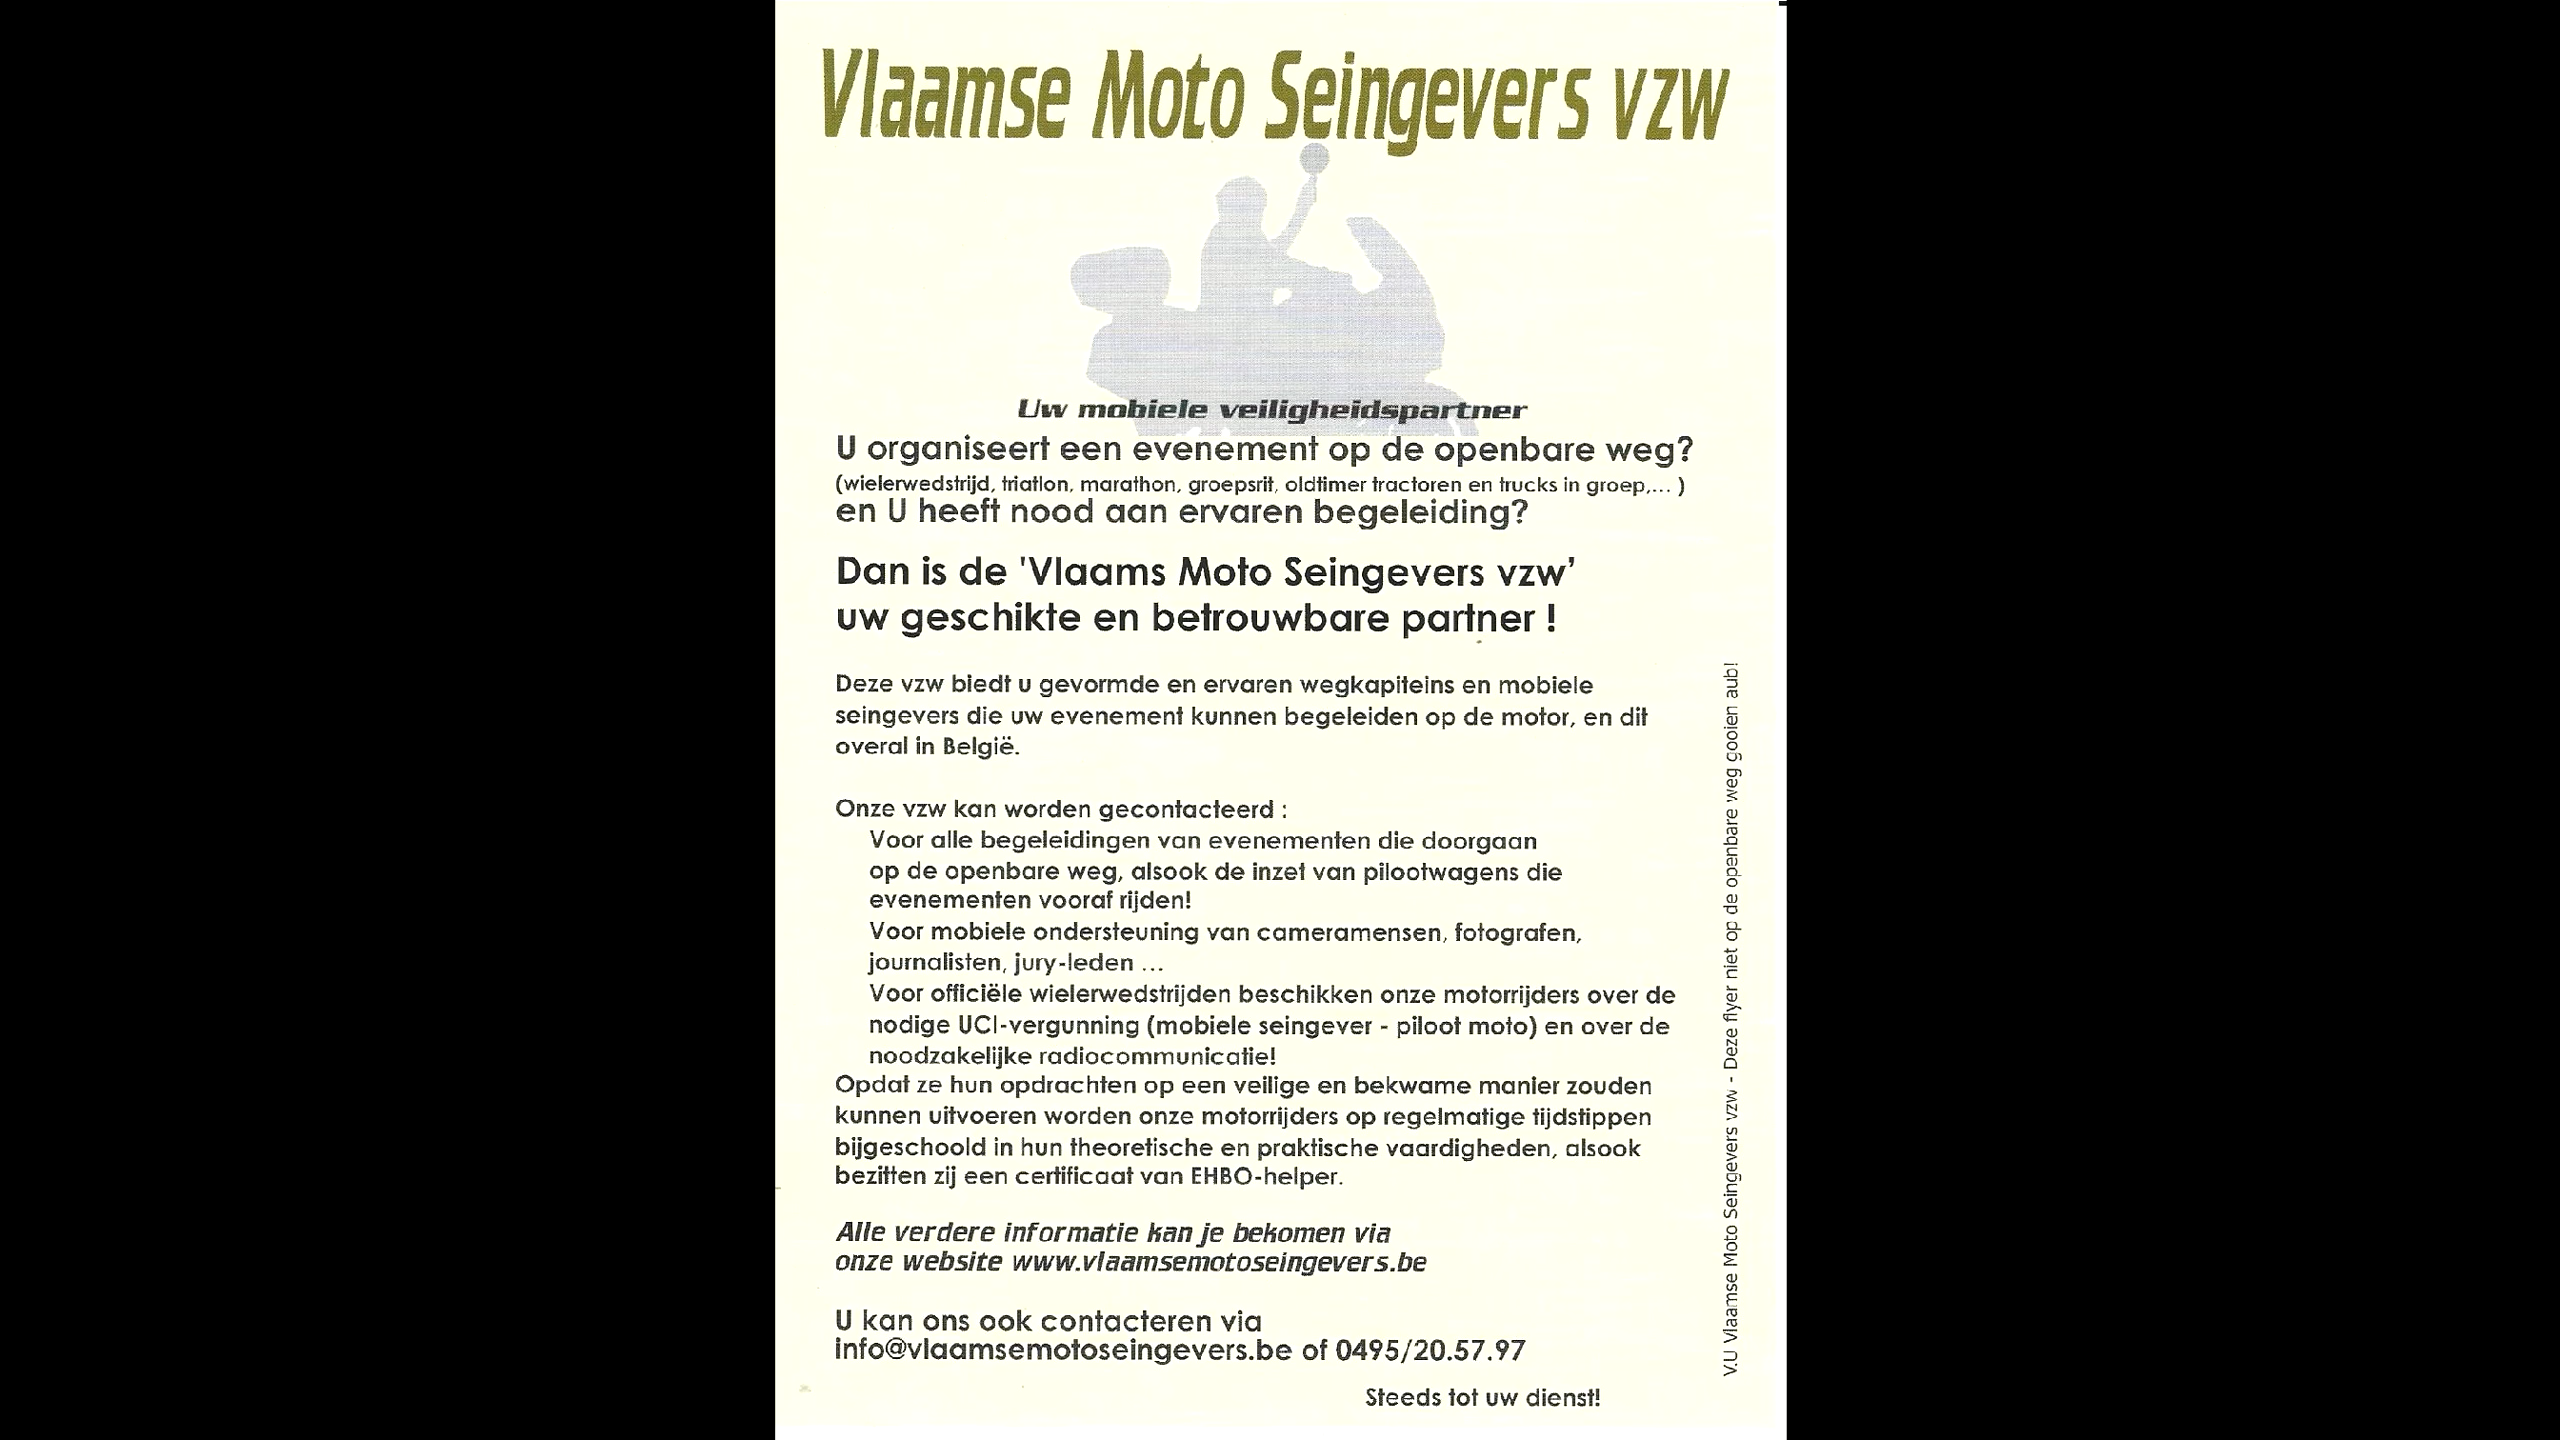 Vlaamse Moto Seingevers vzw
Uw mobiele veiligheidspartner
U organiseert een evenement op de openbare weg?
(wielerwedstrijd, triatlon, marathon, groepsrit, oldtimer tractoren en trucks in groep,... )
en U heeft nood aan ervaren begeleiding?
Dan is de 'Vlaams Moto Seingevers vzw’
uw geschikte en betrouwbare partner !
Deze vzw biedt u gevormde en ervaren wegkapiteins en mobiele
seingevers die uw evenement kunnen begeleiden op de motor, en dit
overal in België.
Onze vzw kan worden gecontacteerd :
Voor alle begeleidingen van evenementen die doorgaan
op de openbare weg, alsook de inzet van pilootwagens die
evenementen vooraf rijden!
Voor mobiele ondersteuning van cameramensen, fotografen,
journalisten, jury-leden ...
Voor officiële wielerwedstrijden beschikken onze motorrijders over de
nodige UCI-vergunning (mobiele seingever - piloot moto) en over de
noodzakelijke radiocommunicatie!
Opdat ze hun opdrachten op een veilige en bekwame manier zouden
kunnen uitvoeren worden onze motorrijders op regelmatige tijdstippen
bijgeschoold in hun theoretische en praktische vaardigheden, alsook
bezitten zij een certificaat van EHBO-helper.
Alle verdere informatie kan je bekomen via
onze website www.vlaamsemotoseingevers.be
U kan ons ook contacteren via
info@vlaamsemotoseingevers.be of 0495/20.57.97
Steeds tot uw dienst!
V.U Vlaamse Moto Seingevers vzw - Deze flyer niet op de openbare weg gooien aub!